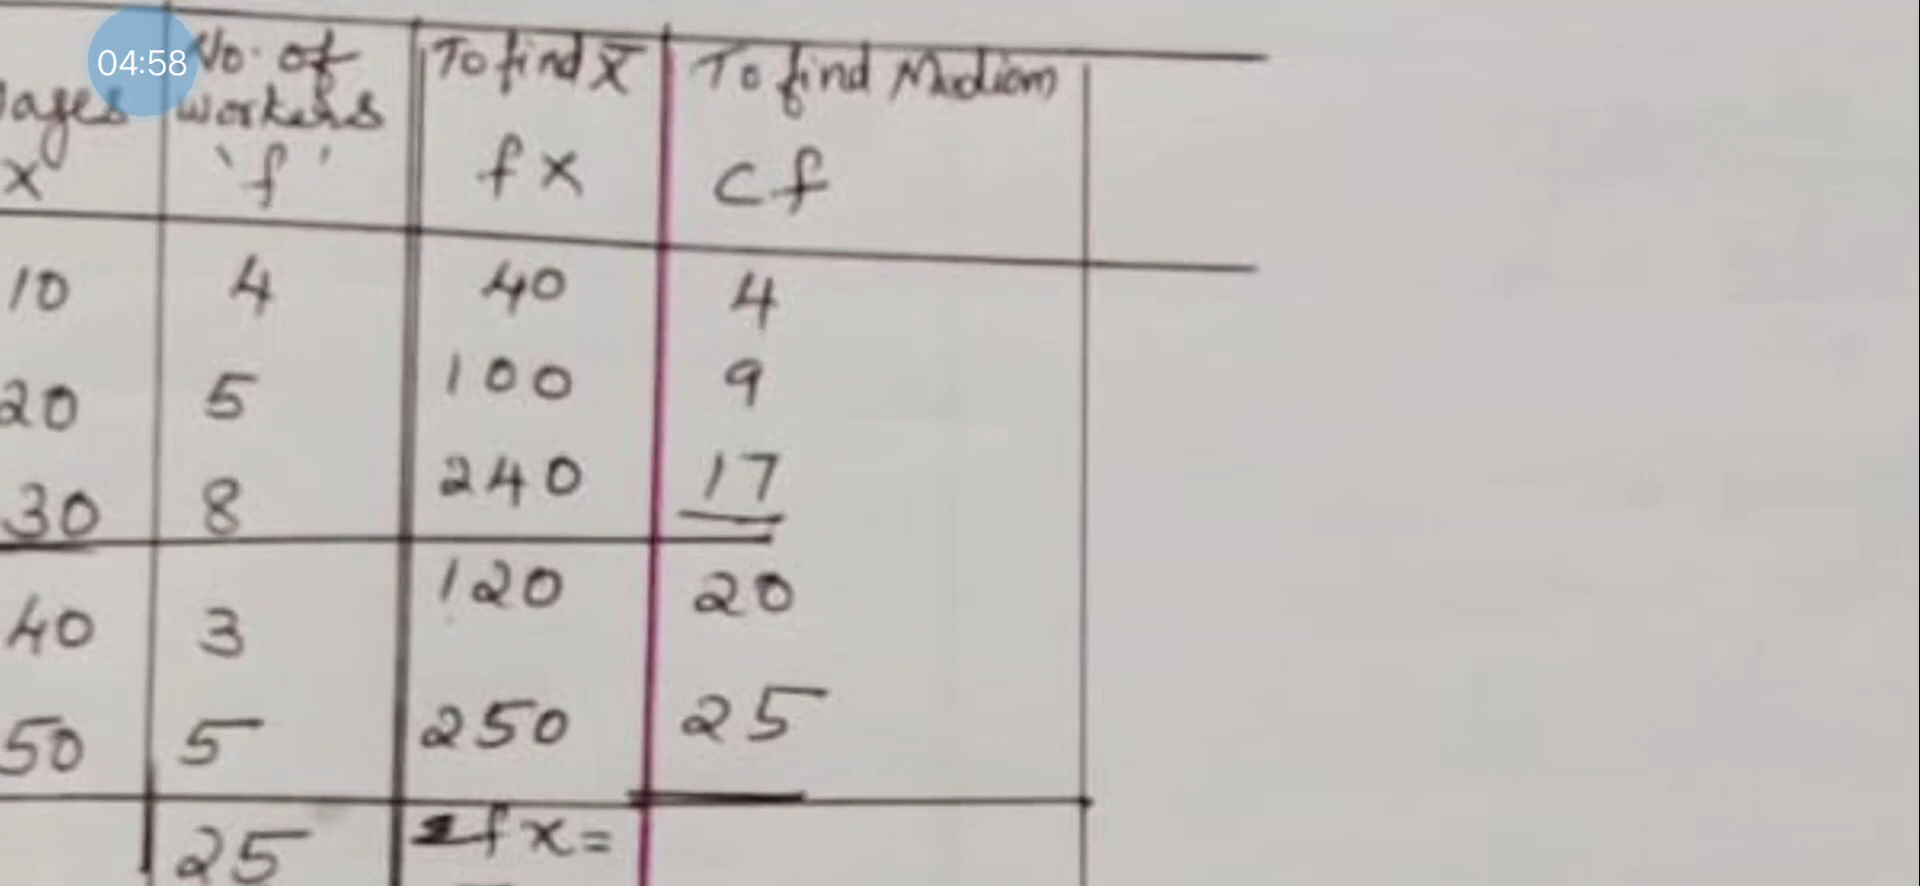 04:58
No. of To find x̄ To find Median
ages workers
x 'f' fx cf
10 4 40 4
20 5 100 9
30 8 240 17
40 3 120 20
50 5 250 25
25 Σfx =